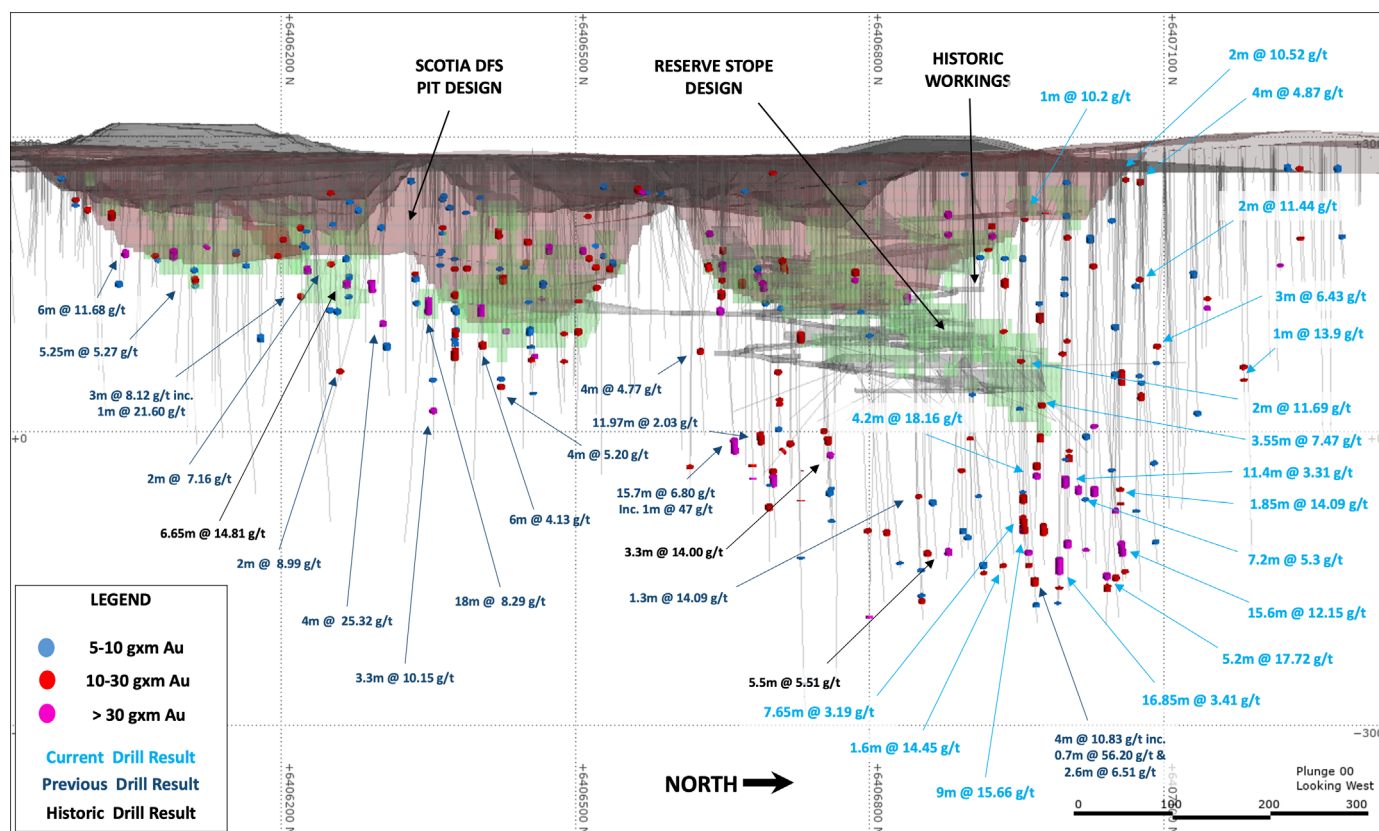 +6406200 N
+6406500 N
+6406800 N
+6407100 N
SCOTIA DFS
PIT DESIGN
RESERVE STOPE
DESIGN
HISTORIC
WORKINGS
2m @ 10.52 g/t
1m @ 10.2 g/t
4m @ 4.87 g/t
2m @ 11.44 g/t
3m @ 6.43 g/t
1m @ 13.9 g/t
6m @ 11.68 g/t
5.25m @ 5.27 g/t
3m @ 8.12 g/t inc.
1m @ 21.60 g/t
4m @ 4.77 g/t
2m @ 11.69 g/t
4.2m @ 18.16 g/t
11.97m @ 2.03 g/t
+0
3.55m @ 7.47 g/t
4m @ 5.20 g/t
2m @ 7.16 g/t
11.4m @ 3.31 g/t
15.7m @ 6.80 g/t
Inc. 1m @ 47 g/t
1.85m @ 14.09 g/t
6m @ 4.13 g/t
6.65m @ 14.81 g/t
3.3m @ 14.00 g/t
2m @ 8.99 g/t
7.2m @ 5.3 g/t
18m @ 8.29 g/t
1.3m @ 14.09 g/t
4m @ 25.32 g/t
15.6m @ 12.15 g/t
3.3m @ 10.15 g/t
5.5m @ 5.51 g/t
5.2m @ 17.72 g/t
7.65m @ 3.19 g/t
16.85m @ 3.41 g/t
1.6m @ 14.45 g/t
4m @ 10.83 g/t inc.
0.7m @ 56.20 g/t &
2.6m @ 6.51 g/t
9m @ 15.66 g/t
LEGEND
5-10 gxm Au
10-30 gxm Au
> 30 gxm Au
Current Drill Result
Previous Drill Result
Historic Drill Result
NORTH
+6406200 N
+6406500 N
+6406800 N
Plunge 00
Looking West
0 100 200 300